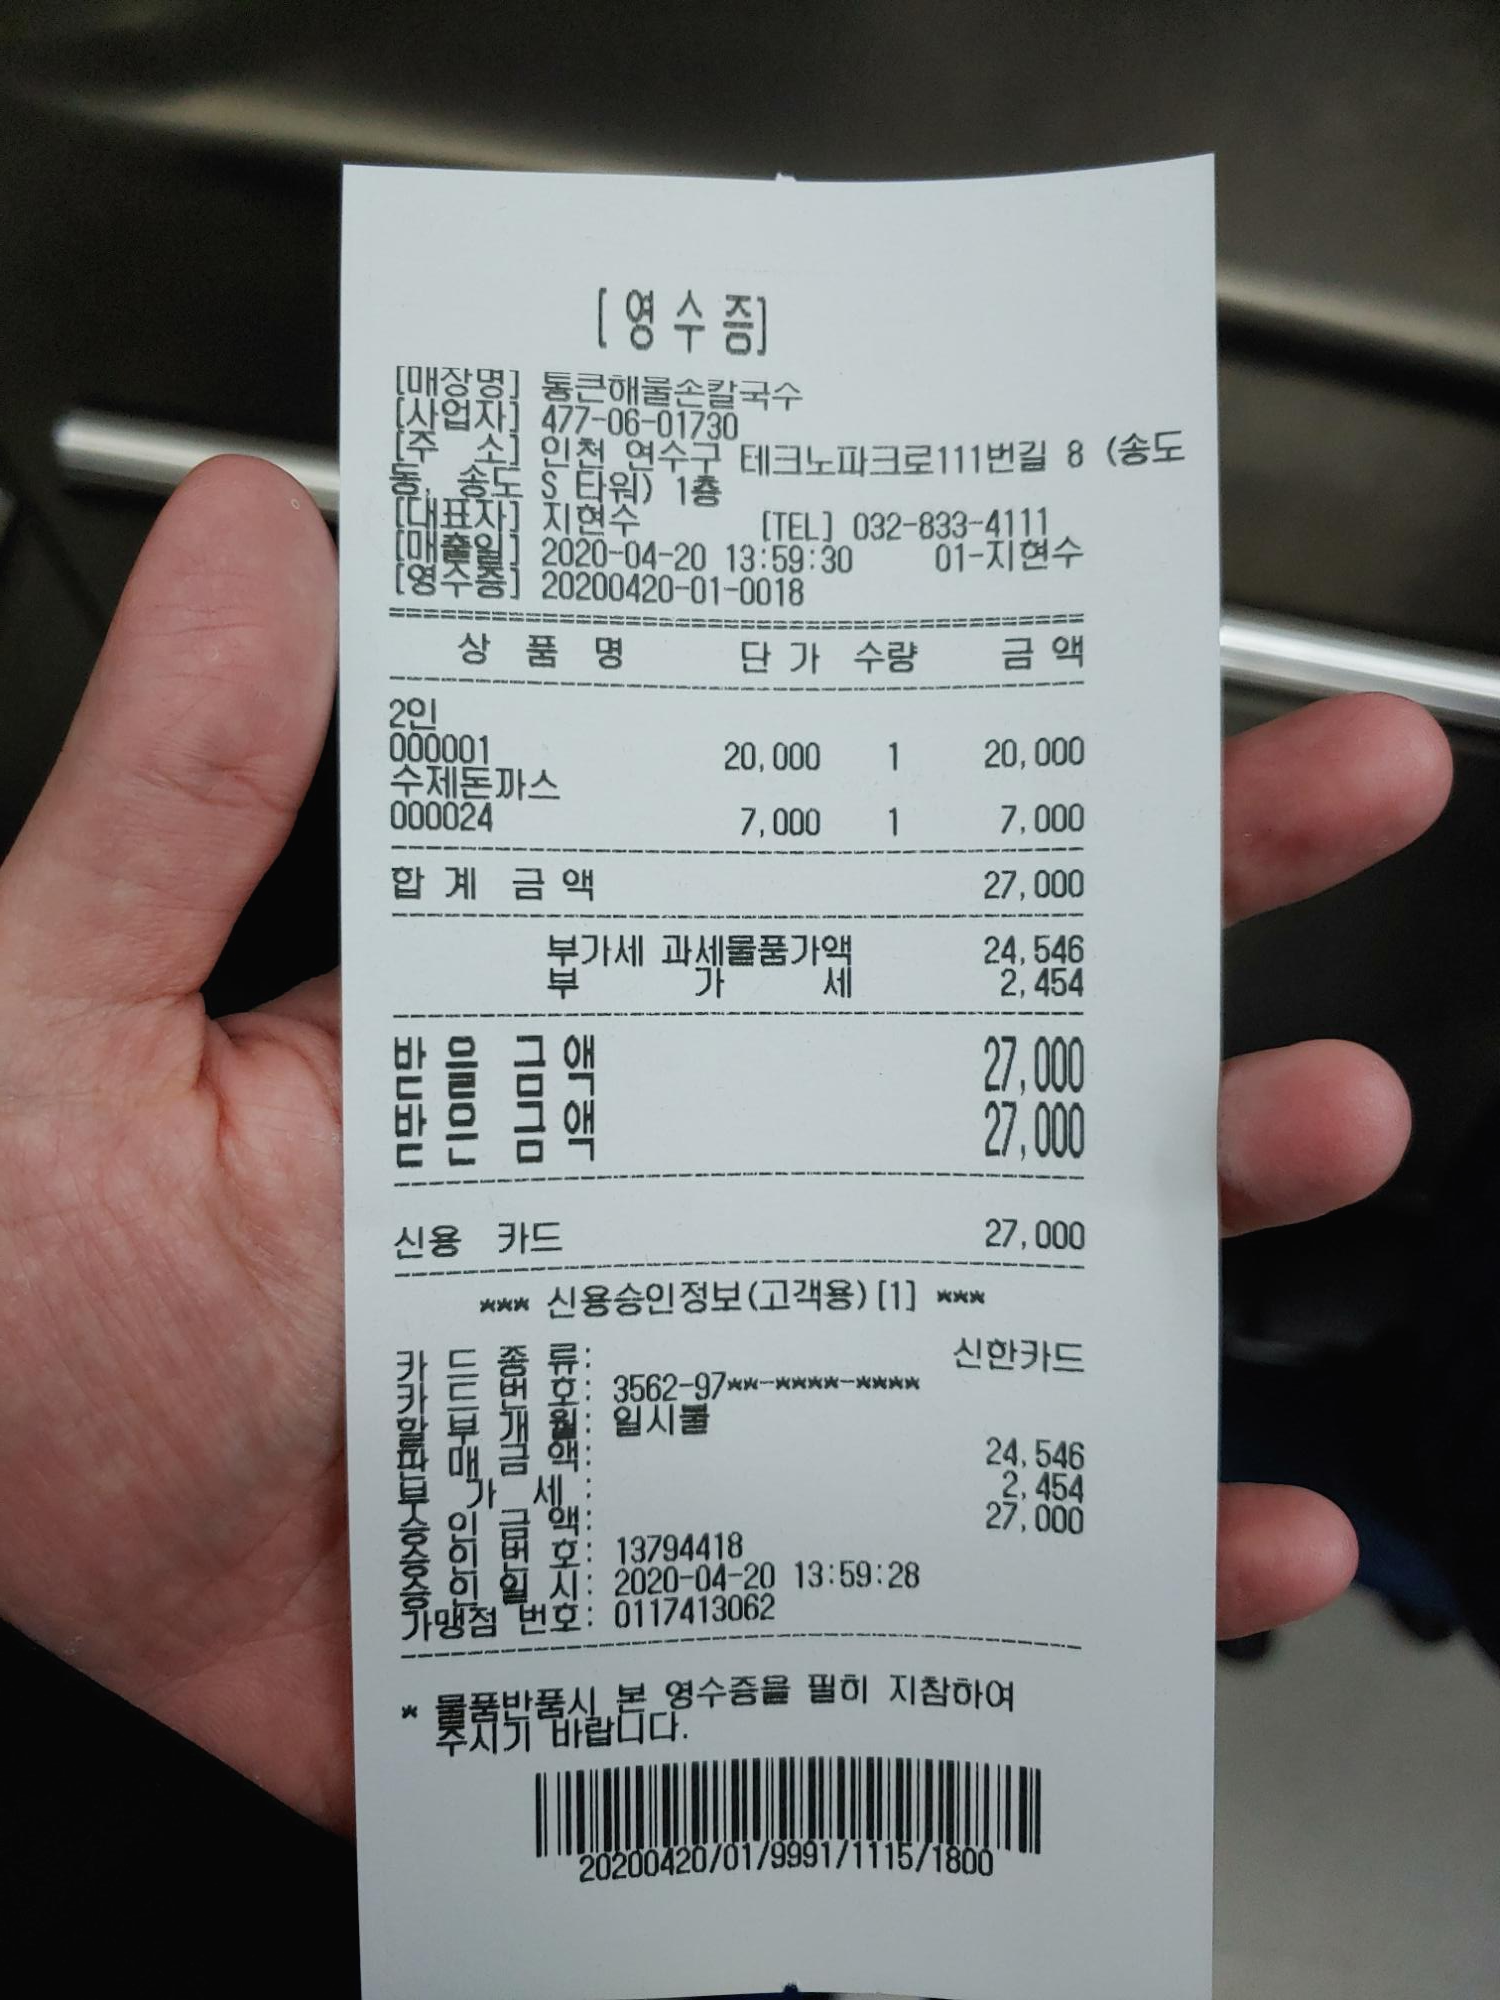 [영수증]
[매장명] 통큰해물손칼국수
[사업자] 477-06-01730
[주 소] 인천 연수구 테크노파크로111번길 8 (송도
동, 송도 S 타워) 1층
[대표자] 지현수 [TEL] 032-833-4111
[매출일] 2020-04-20 13:59:30 01-지현수
[영수증] 20200420-01-0018
상 품 명 단 가 수량 금 액
2인
000001 20,000 1 20,000
수제돈까스
000024 7,000 1 7,000
합 계 금 액 27,000
부가세 과세물품가액 24,546
부 가 세 2,454
받 을 금 액 27,000
받 은 금 액 27,000
신용 카드 27,000
*** 신용승인정보(고객용)[1] ***
카 드 종 류: 신한카드
카 드 번 호: 3562-97**-****-****
할 부 개 월: 일시불
판 매 금 액: 24,546
부 가 세 : 2,454
승 인 금 액: 27,000
승 인 번 호: 13794418
승 인 일 시: 2020-04-20 13:59:28
가맹점 번호: 0117413062
* 물품반품시 본 영수증을 필히 지참하여
주시기 바랍니다.
20200420/01/9991/1115/1800